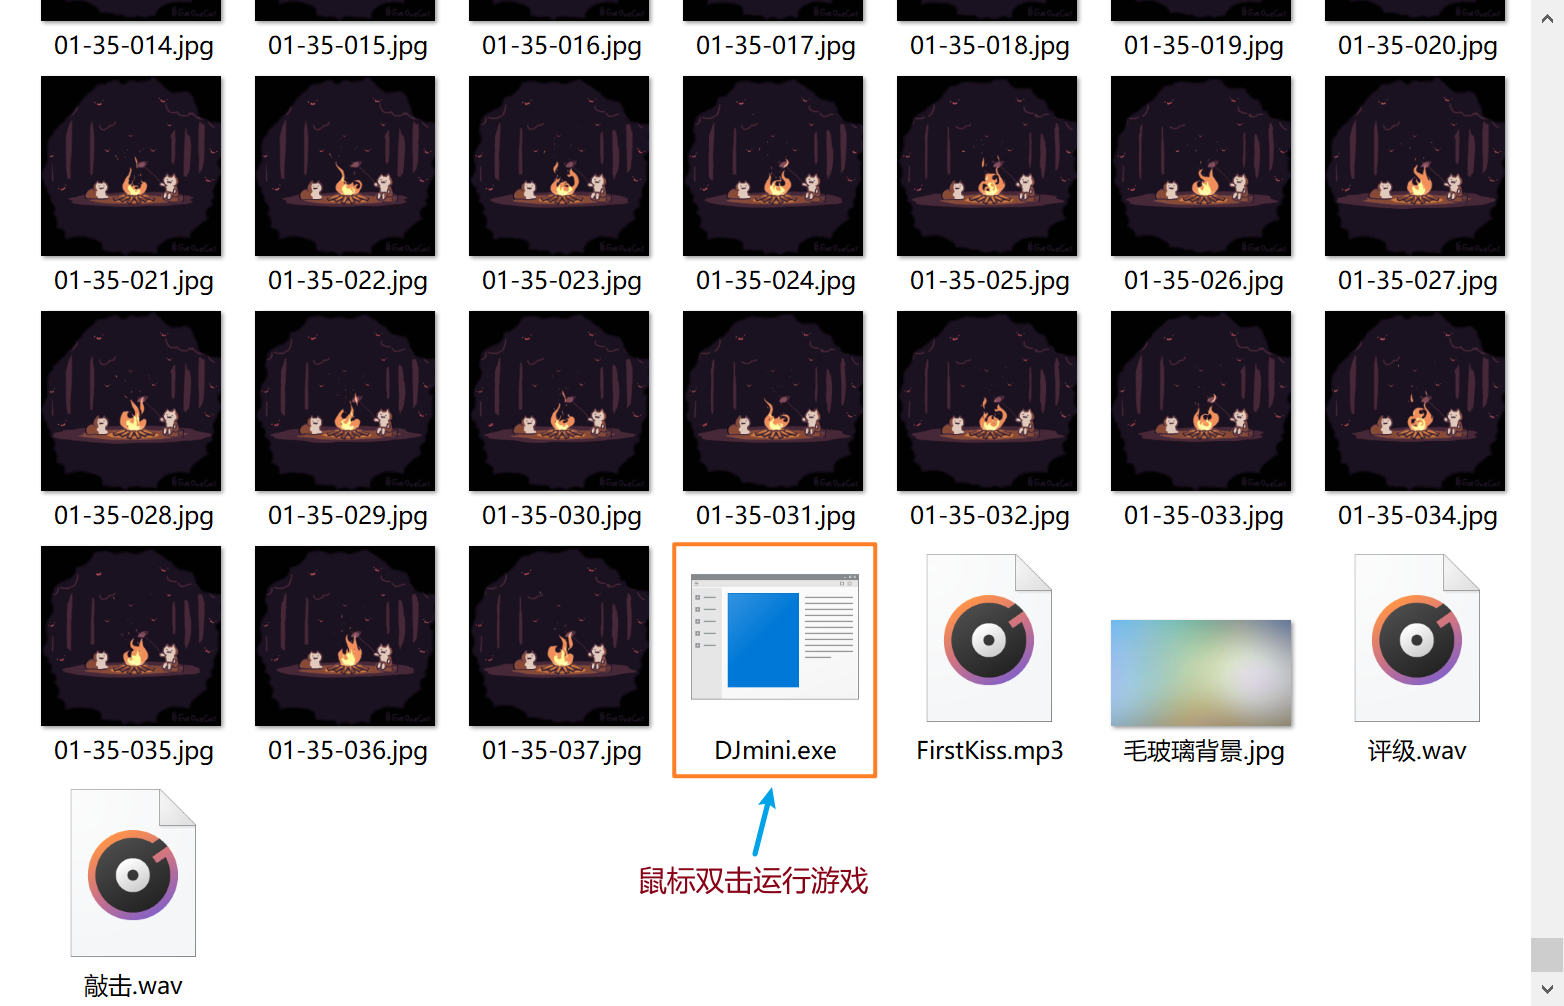 01-35-014.jpg 01-35-015.jpg 01-35-016.jpg 01-35-017.jpg 01-35-018.jpg 01-35-019.jpg 01-35-020.jpg
01-35-021.jpg 01-35-022.jpg 01-35-023.jpg 01-35-024.jpg 01-35-025.jpg 01-35-026.jpg 01-35-027.jpg
01-35-028.jpg 01-35-029.jpg 01-35-030.jpg 01-35-031.jpg 01-35-032.jpg 01-35-033.jpg 01-35-034.jpg
01-35-035.jpg 01-35-036.jpg 01-35-037.jpg DJmini.exe FirstKiss.mp3 毛玻璃背景.jpg 评级.wav
鼠标双击运行游戏
敲击.wav